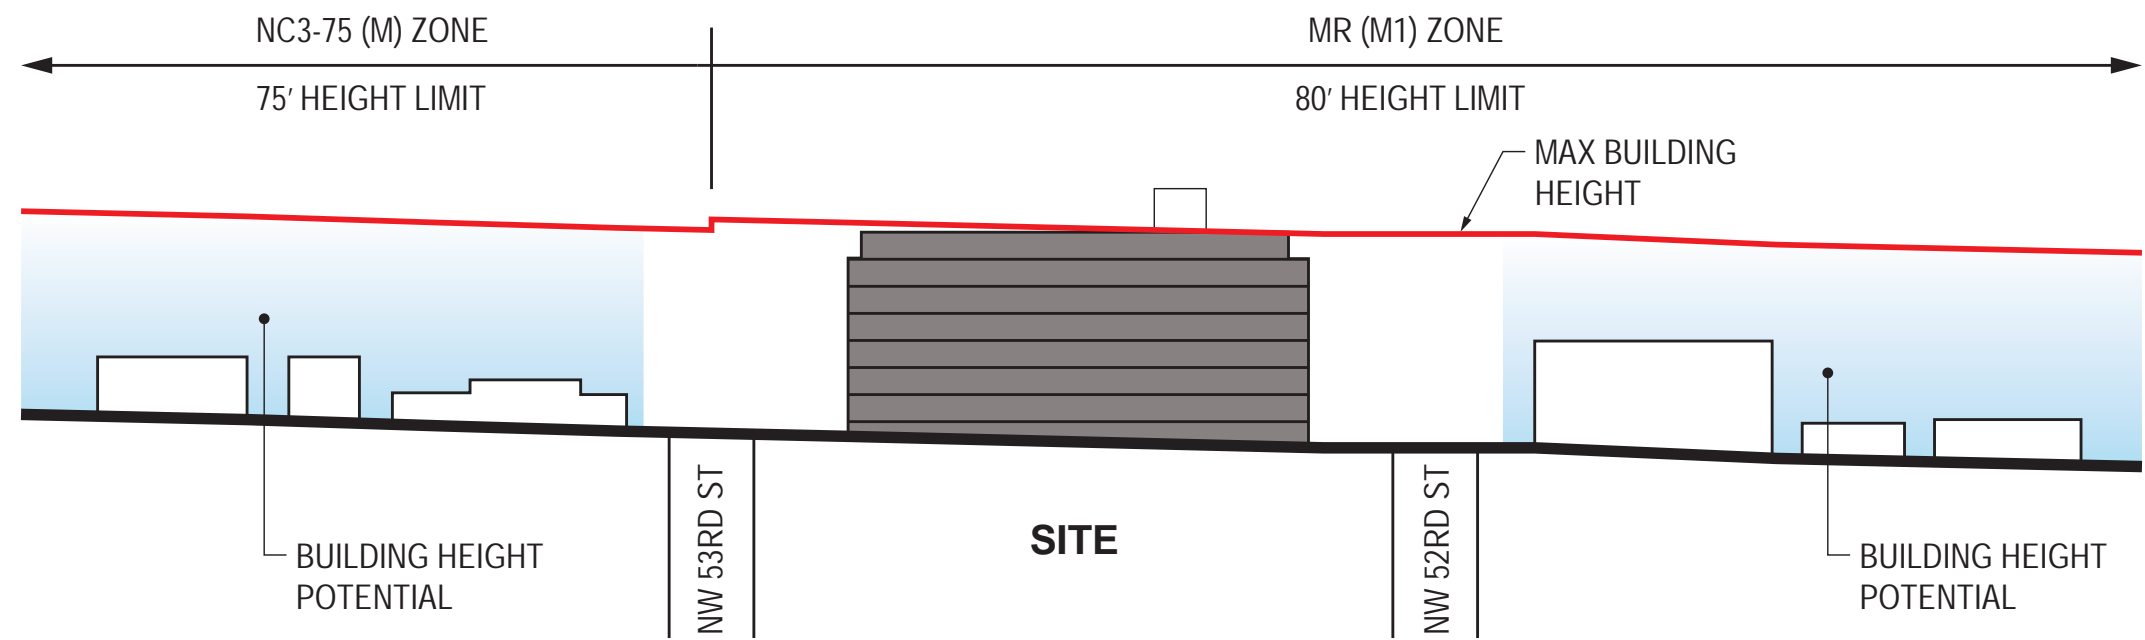 NC3-75 (M) ZONE
MR (M1) ZONE
75' HEIGHT LIMIT
80' HEIGHT LIMIT
MAX BUILDING
HEIGHT
NW 53RD ST
SITE
NW 52RD ST
BUILDING HEIGHT
POTENTIAL
BUILDING HEIGHT
POTENTIAL